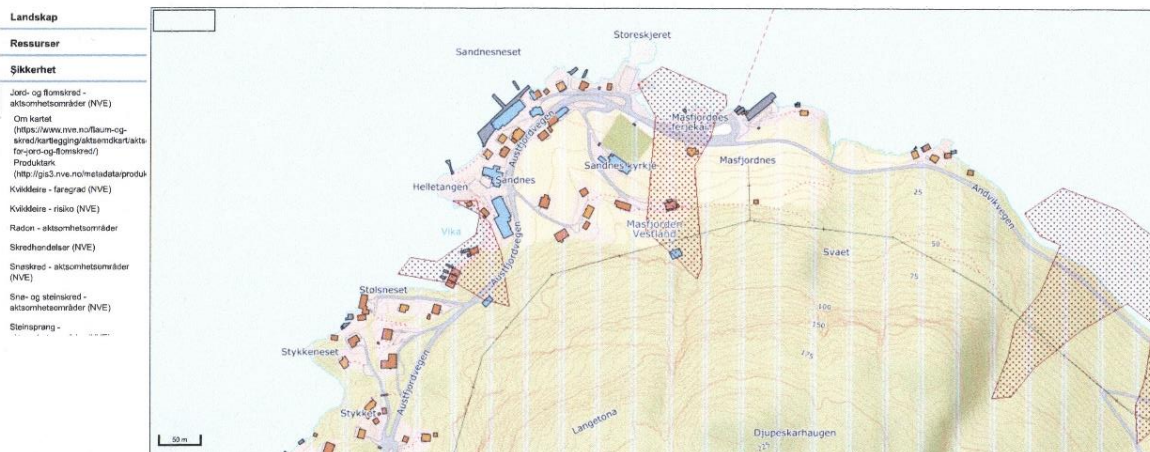 Landskap
Ressurser
Şikkerhet
Jord- og flomskred -
aktsomhetsområder (NVE)
Om kartet
(https://www.nve.no/flaum-og-
skred/kartlegging/aktsemdkart/akts-
for-jord-og-flomskred/)
Produktark
(http://gis3.nve.no/metadata/produk
Kvikkleire - faregrad (NVE)
Kvikkleire - risiko (NVE)
Radon - aktsomhetsområder
Skredhendelser (NVE)
Snøskred - aktsomhetsområder
(NVE)
Snø- og steinskred -
aktsomhetsområder (NVE)
Steinsprang -
Storeskjeret
Sandnesneset
Masfjordnes
ferjekai
Austfjordvegen
Sandnes kyrkje
Masfjordnes
Helletangen
Sandnes
Andvikvegen
25
Vika
Masfjorden
Vestland
Austfjordvegen
50
Svaet
75
Stølsneset
100
150
175
Stykkeneset
Austfjordvegen
Stykket
Langetona
Djupeskarhaugen
225
50 m